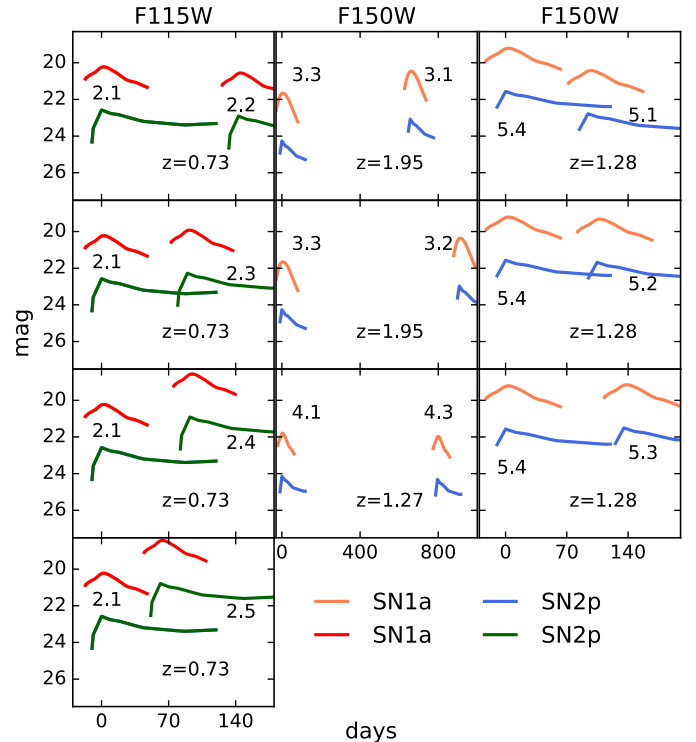 F115W F150W F150W
20
22
24
26
2.1 2.2 z=0.73
3.3 3.1 z=1.95
5.4 5.1 z=1.28
20
22
24
26
2.1 2.3 z=0.73
3.3 3.2 z=1.95
5.4 5.2 z=1.28
mag
20
22
24
26
2.1 2.4 z=0.73
4.1 4.3 z=1.27
5.4 5.3 z=1.28
0 400 800
0 70 140
20
22
24
26
2.1 2.5 z=0.73
SN1a SN2p
SN1a SN2p
0 70 140
days